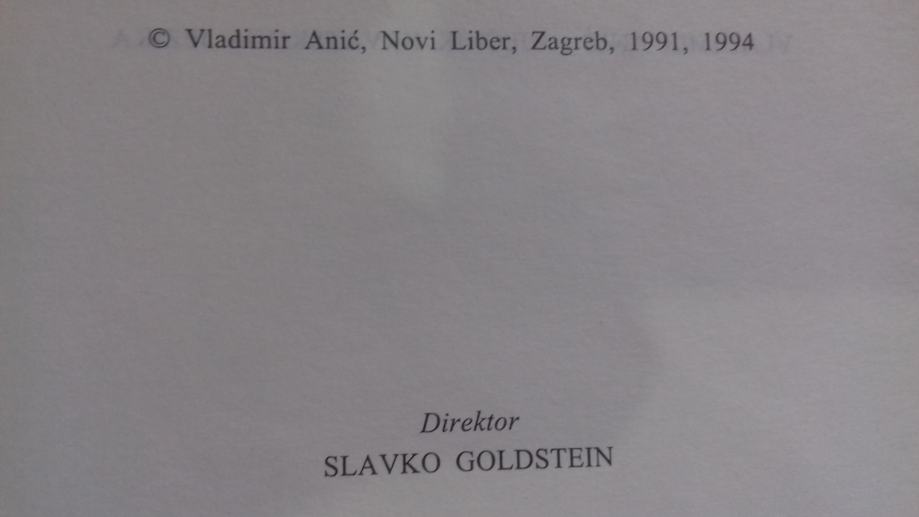 © Vladimir Anić, Novi Liber, Zagreb, 1991, 1994
Direktor
SLAVKO GOLDSTEIN